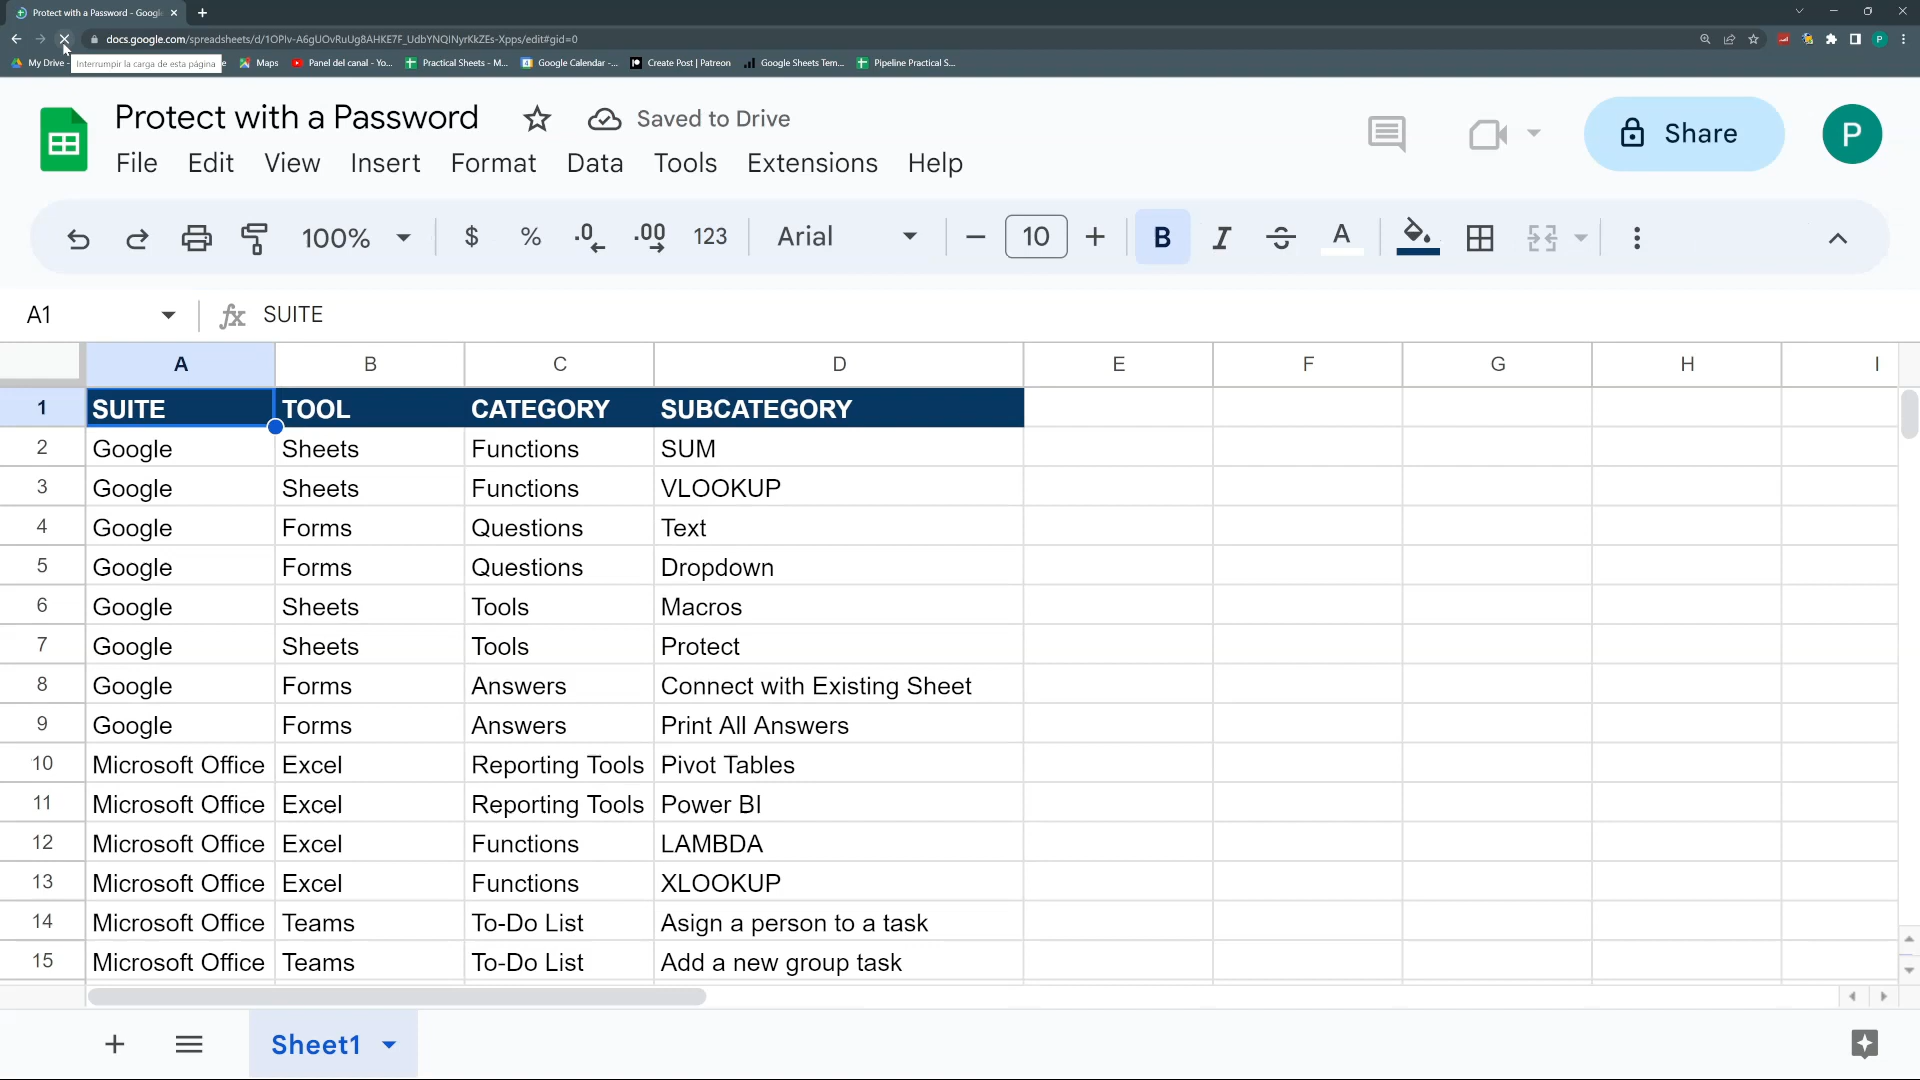 Protect with a Password - Googl
docs.google.com/spreadsheets/d/1OPlv-A6gUOvRuUg8AHKE7F_UdbYNQlNyrKkZEs-Xpps/edit#gid=0
My Drive - Interrumpir la carga de esta página e Maps Panel del canal - Yo... Practical Sheets - M... Google Calendar -... Create Post | Patreon Google Sheets Tem... Pipeline Practical S...
Protect with a Password Saved to Drive
Share P
File Edit View Insert Format Data Tools Extensions Help
100% $ % .0 .00 123 Arial 10 B I A
A1 fx SUITE
A B C D E F G H I
1 SUITE TOOL CATEGORY SUBCATEGORY
2 Google Sheets Functions SUM
3 Google Sheets Functions VLOOKUP
4 Google Forms Questions Text
5 Google Forms Questions Dropdown
6 Google Sheets Tools Macros
7 Google Sheets Tools Protect
8 Google Forms Answers Connect with Existing Sheet
9 Google Forms Answers Print All Answers
10 Microsoft Office Excel Reporting Tools Pivot Tables
11 Microsoft Office Excel Reporting Tools Power BI
12 Microsoft Office Excel Functions LAMBDA
13 Microsoft Office Excel Functions XLOOKUP
14 Microsoft Office Teams To-Do List Asign a person to a task
15 Microsoft Office Teams To-Do List Add a new group task
Sheet1